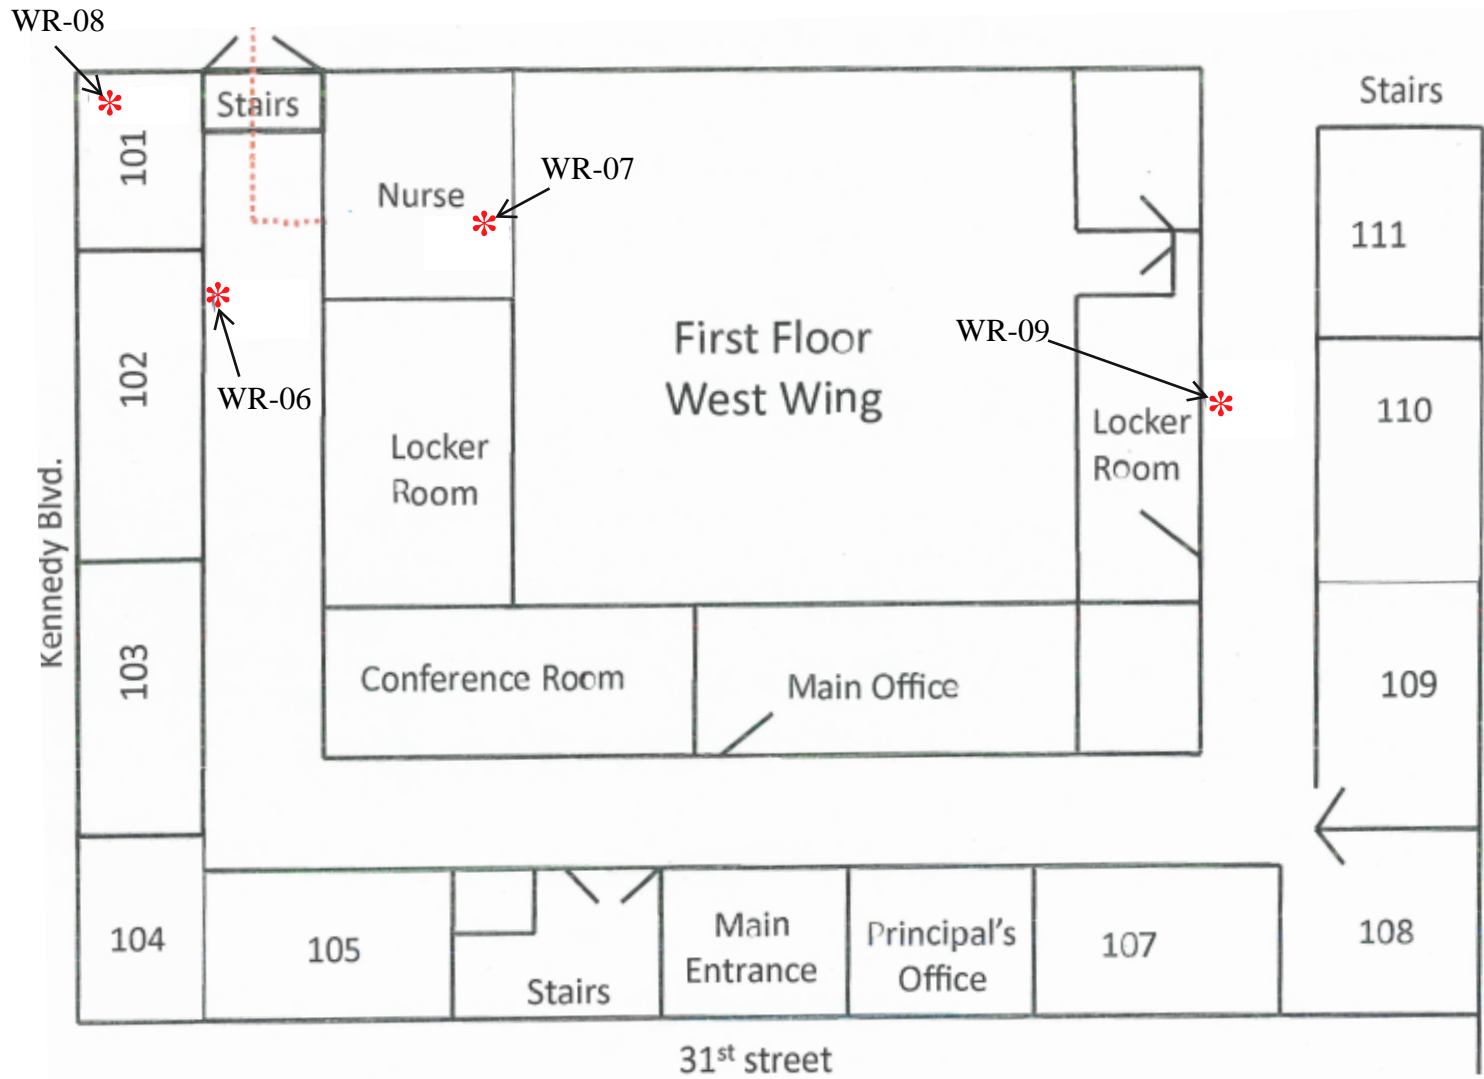 WR-08
Stairs
Stairs
101
WR-07
Nurse
111
WR-06
102
First Floor
West Wing
WR-09
110
Locker
Room
Locker
Room
Kennedy Blvd.
103
Conference Room
Main Office
109
104
105
Stairs
Main
Entrance
Principal's
Office
107
108
31st street